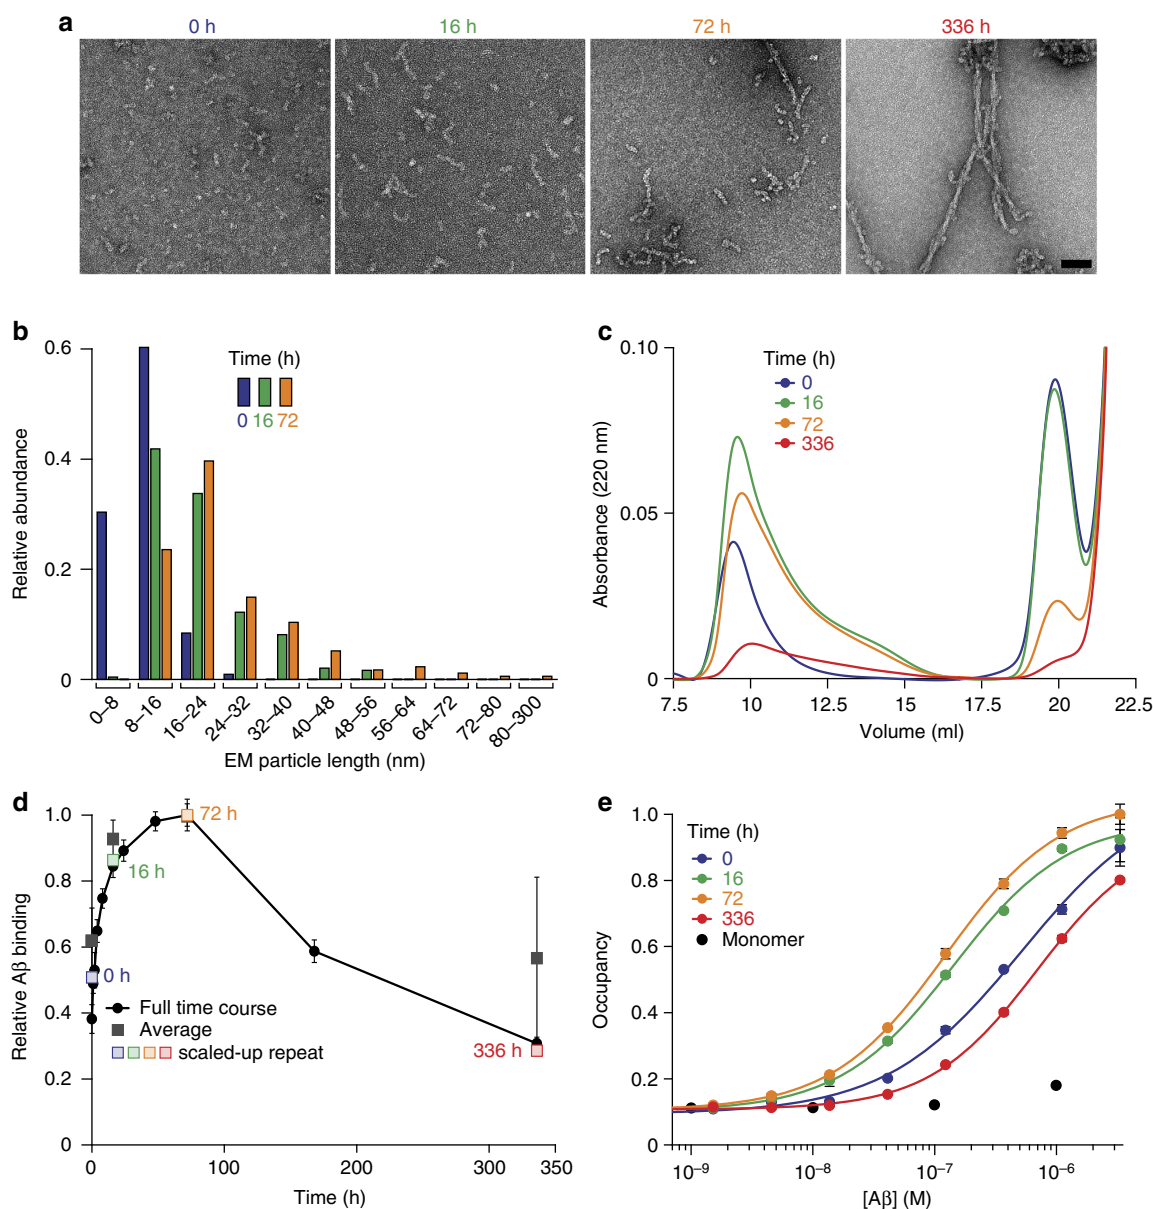 a
0 h
16 h
72 h
336 h
b
Time (h)
0 16 72
Relative abundance
0.6
0.4
0.2
0
0–8
8–16
16–24
24–32
32–40
40–48
48–56
56–64
64–72
72–80
80–300
EM particle length (nm)
c
Time (h)
0
16
72
336
Absorbance (220 nm)
0.10
0.05
0
7.5
10
12.5
15
17.5
20
22.5
Volume (ml)
d
Relative Aβ binding
1.0
0.8
0.6
0.4
0.2
0
72 h
16 h
0 h
336 h
Full time course
Average
scaled-up repeat
0
100
200
300
350
Time (h)
e
Time (h)
0
16
72
336
Monomer
Occupancy
1.0
0.8
0.6
0.4
0.2
0
10⁻⁹
10⁻⁸
10⁻⁷
10⁻⁶
[Aβ] (M)